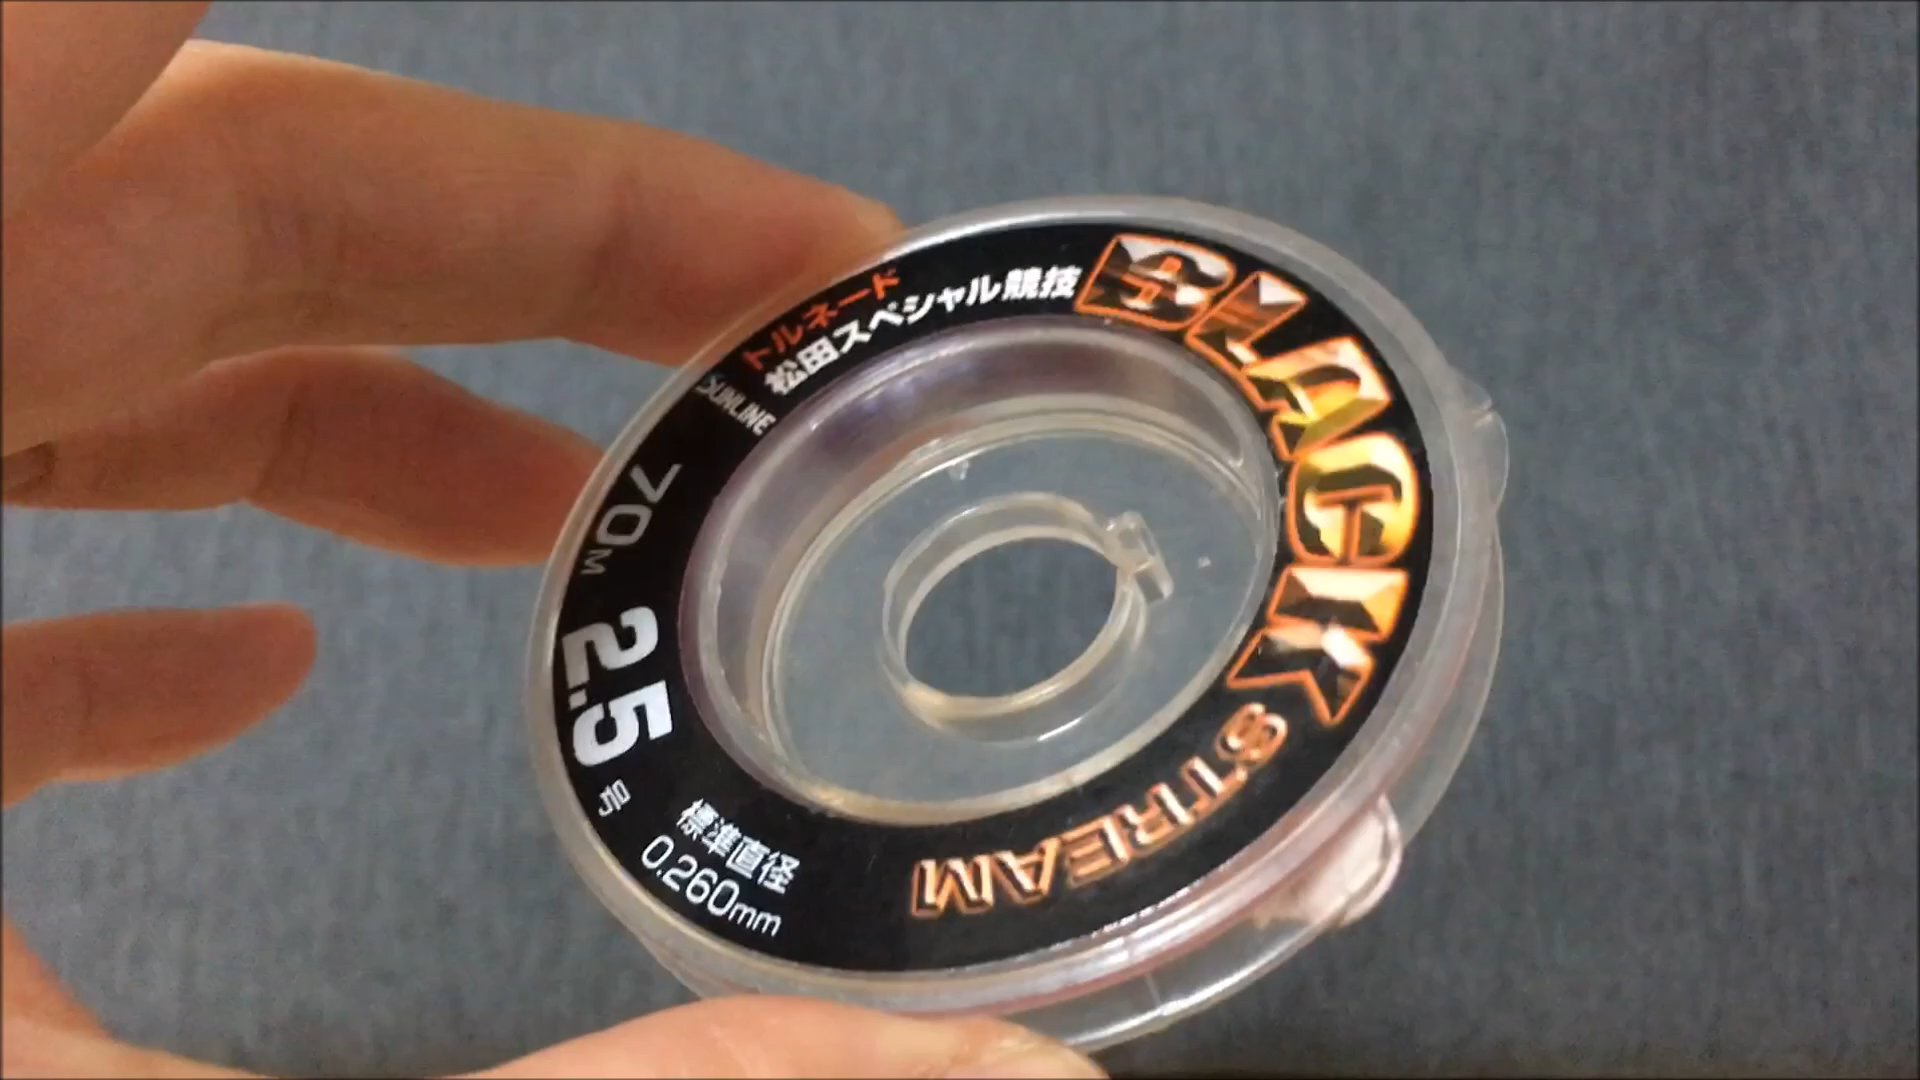 トルネード
松田スペシャル競技
BLACK
STREAM
SUNLINE
70M
2.5号
標準直径
0.260mm